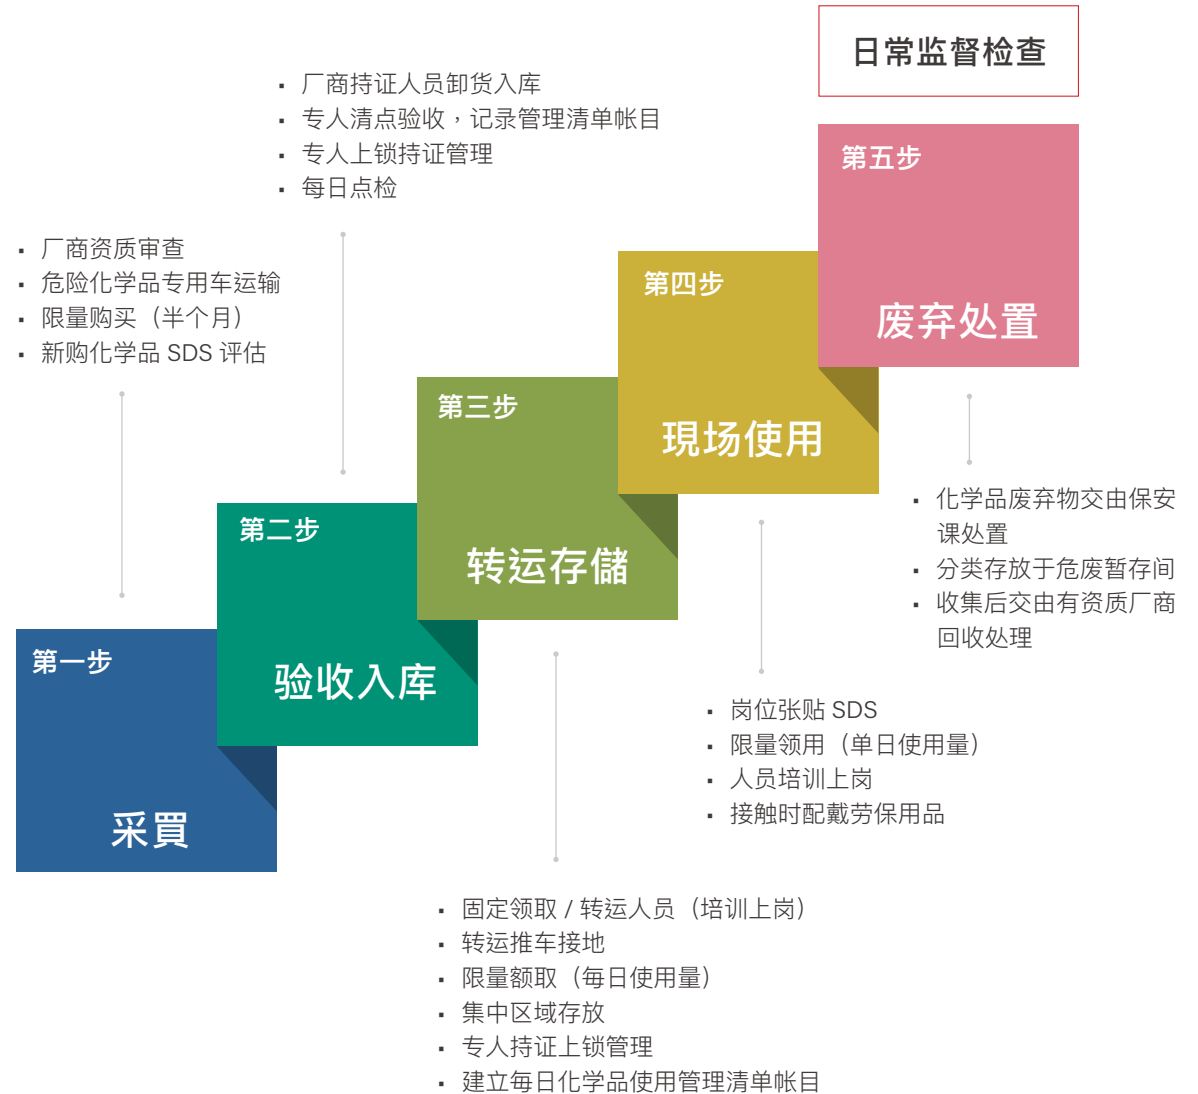 日常监督检查
第五步
废弃处置
化学品废弃物交由保安
课处置
分类存放于危废暂存间
收集后交由有资质厂商
回收处理
第四步
現场使用
岗位张贴 SDS
限量领用（单日使用量）
人员培训上岗
接触时配戴劳保用品
第三步
转运存储
固定领取 / 转运人员（培训上岗）
转运推车接地
限量额取（每日使用量）
集中区域存放
专人持证上锁管理
建立每日化学品使用管理清单帐目
厂商持证人员卸货入库
专人清点验收，记录管理清单帐目
专人上锁持证管理
每日点检
第二步
验收入库
厂商资质审查
危险化学品专用车运输
限量购买（半个月）
新购化学品 SDS 评估
第一步
采買